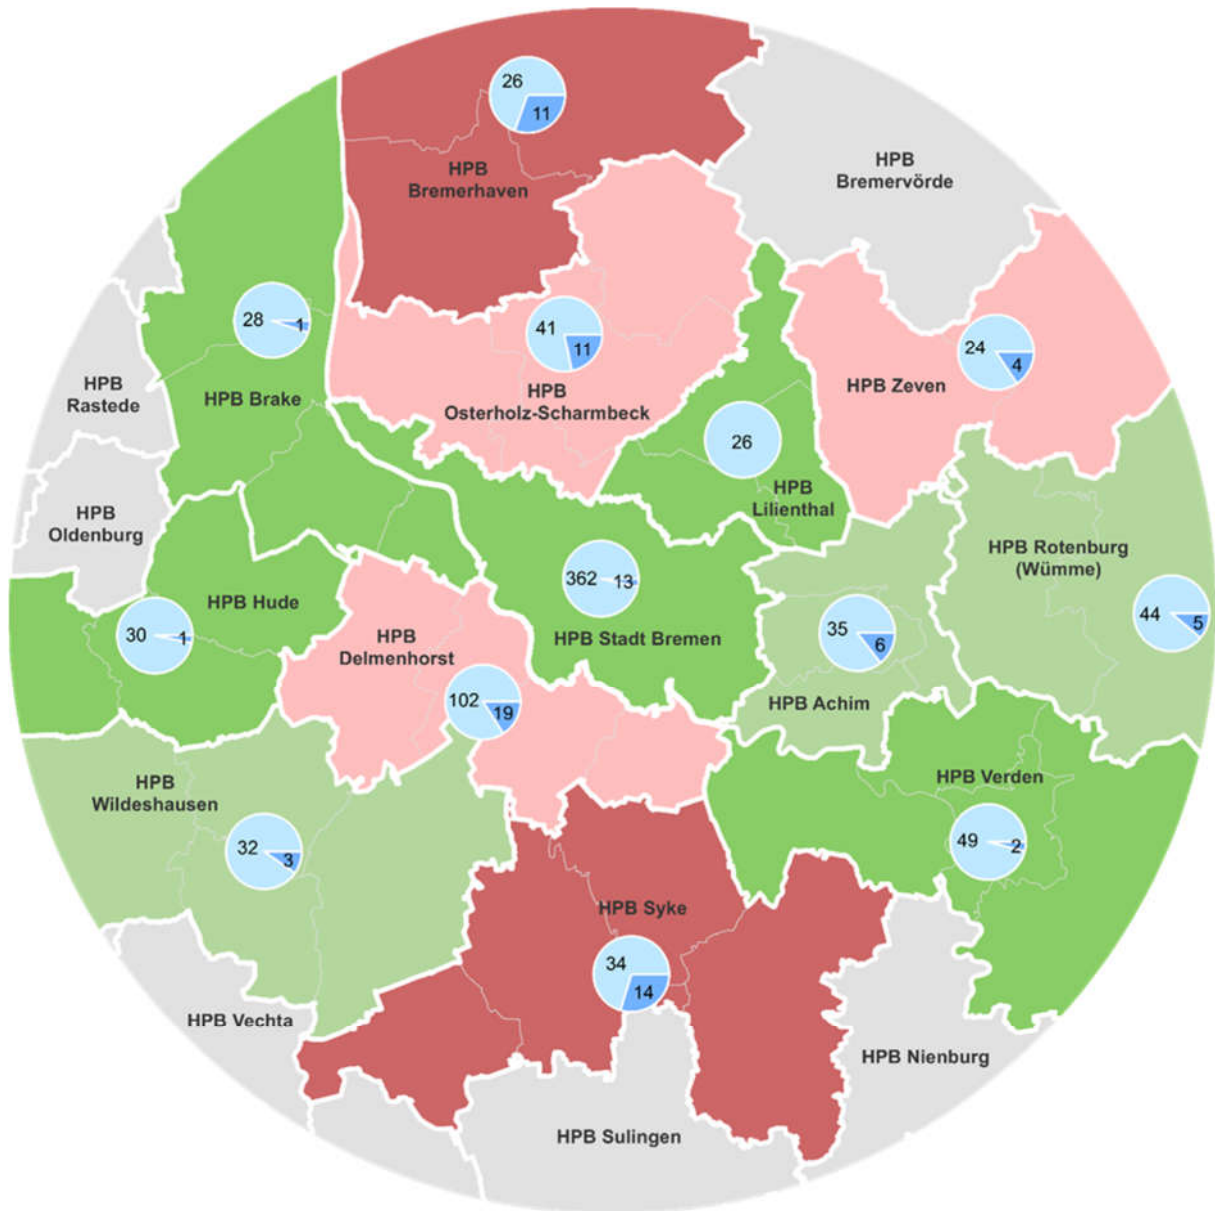 26
11
HPB
Bremerhaven
HPB
Bremervörde
28
1
HPB Brake
41
11
HPB
Osterholz-Scharmbeck
24
4
HPB Zeven
HPB
Rastede
26
HPB
Lilienthal
HPB
Oldenburg
362
13
HPB Stadt Bremen
HPB Rotenburg
(Wümme)
44
5
HPB Hude
30
1
HPB
Delmenhorst
102
19
35
6
HPB Achim
HPB
Wildeshausen
32
3
HPB Verden
49
2
HPB Syke
34
14
HPB Vechta
HPB Nienburg
HPB Sulingen